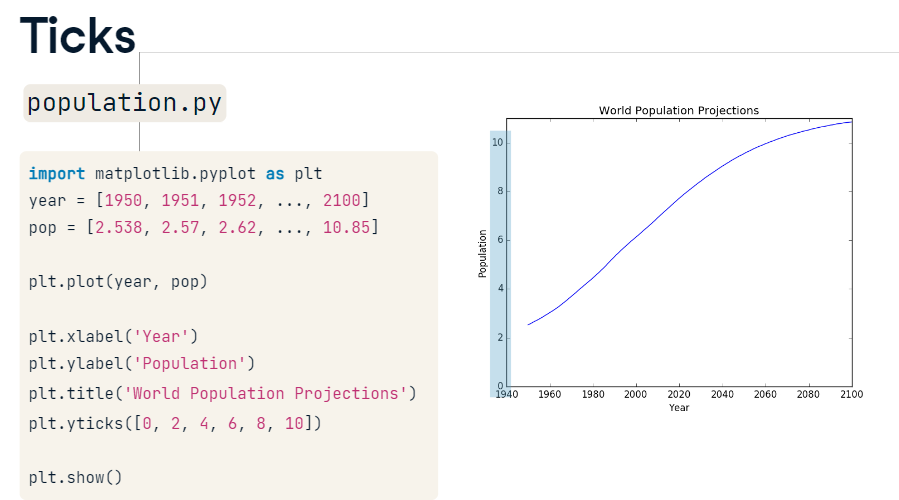 Ticks
population.py
import matplotlib.pyplot as plt
year = [1950, 1951, 1952, ..., 2100]
pop = [2.538, 2.57, 2.62, ..., 10.85]
plt.plot(year, pop)
plt.xlabel('Year')
plt.ylabel('Population')
plt.title('World Population Projections')
plt.yticks([0, 2, 4, 6, 8, 10])
plt.show()
World Population Projections
Population
10
8
6
4
2
0
1940 1960 1980 2000 2020 2040 2060 2080 2100
Year